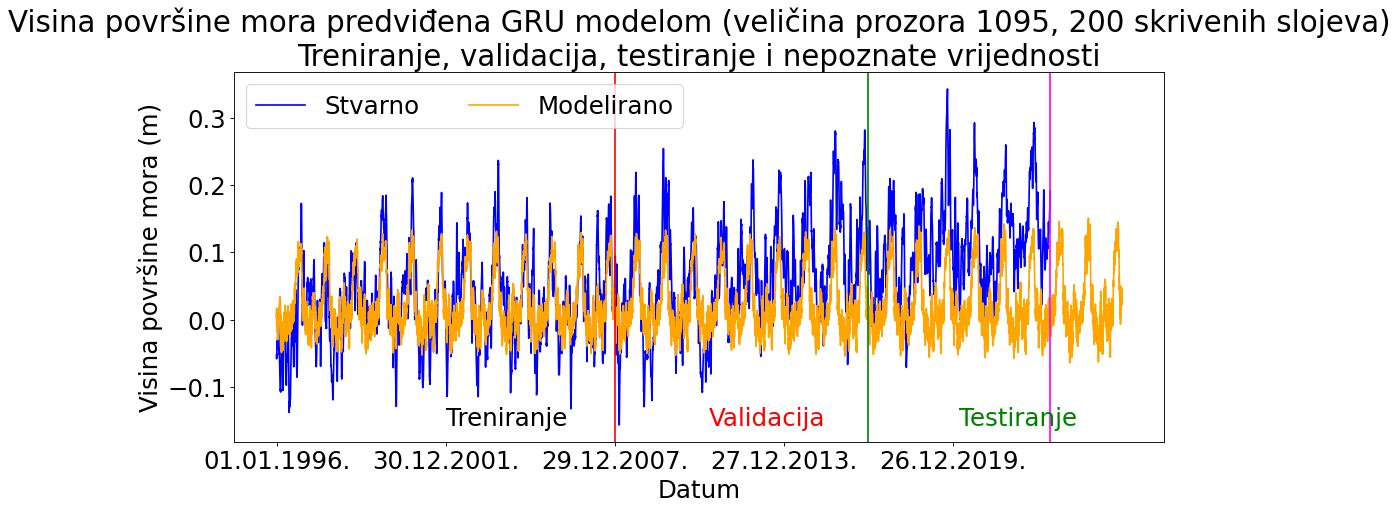 Visina površine mora predviđena GRU modelom (veličina prozora 1095, 200 skrivenih slojeva)
Treniranje, validacija, testiranje i nepoznate vrijednosti
Stvarno
Modelirano
Visina površine mora (m)
0.3
0.2
0.1
0.0
−0.1
Treniranje
Validacija
Testiranje
01.01.1996.
30.12.2001.
29.12.2007.
27.12.2013.
26.12.2019.
Datum